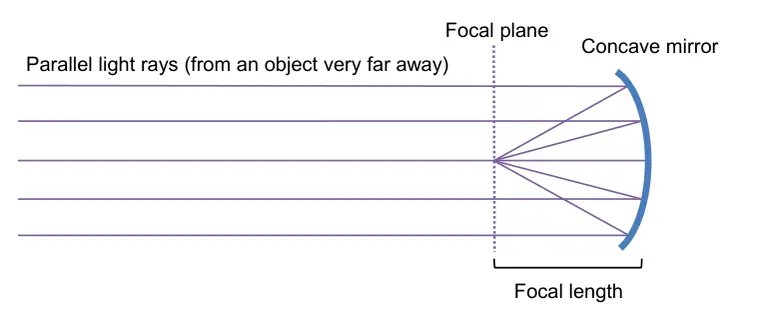 Focal plane
Concave mirror
Parallel light rays (from an object very far away)
Focal length